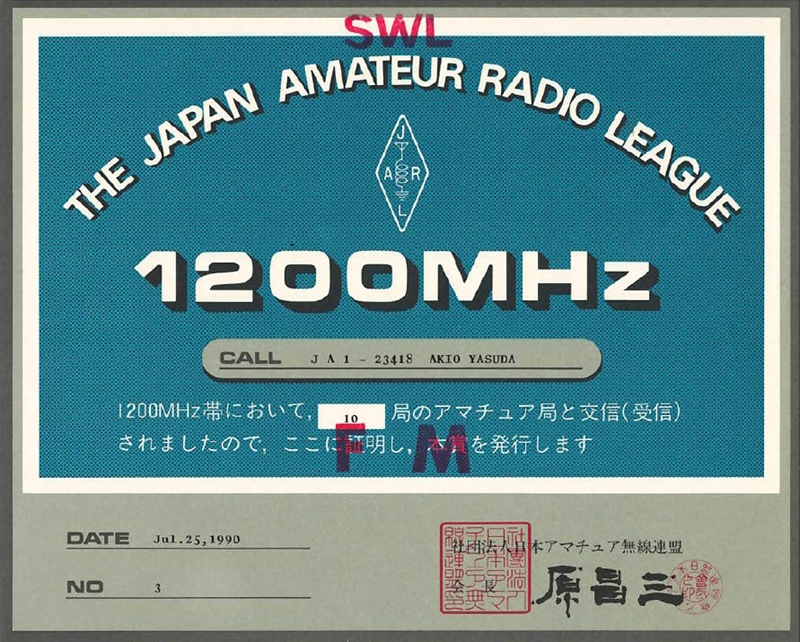 SWL
THE JAPAN AMATEUR RADIO LEAGUE
J
A R
L
1200MHz
CALL JA1-23418 AKIO YASUDA
1200MHz帯において, 10 局のアマチュア局と交信(受信)
されましたので, ここに証明し, 本賞を発行します
F M
DATE Jul.25,1990
社団法人日本アマチュア無線連盟
NO 3
会長 原昌三